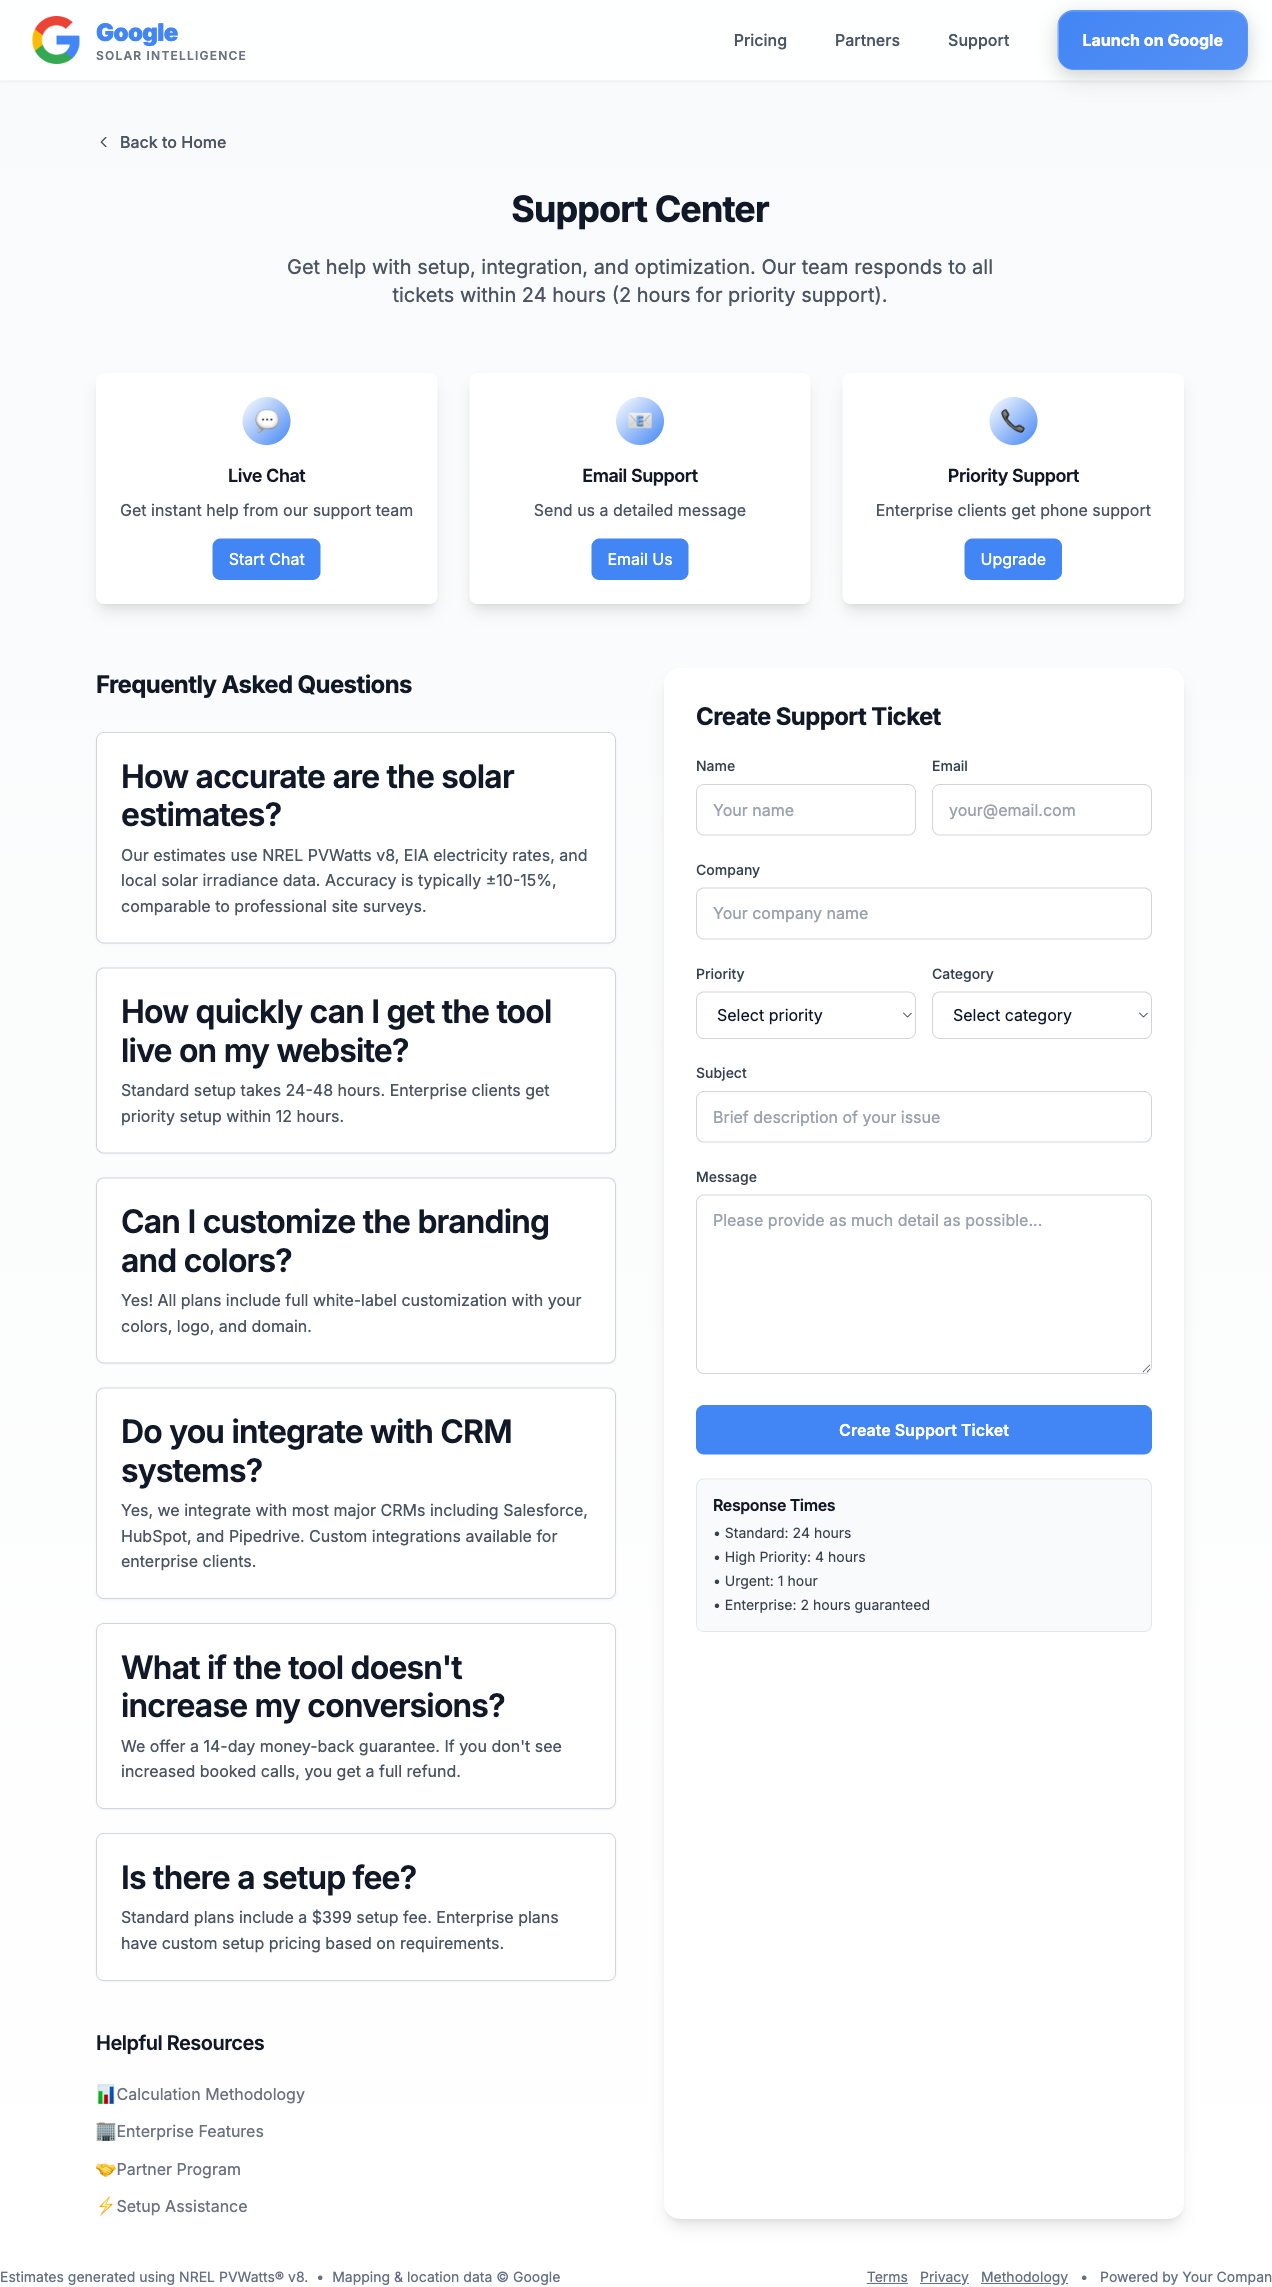 Google
SOLAR INTELLIGENCE
Pricing
Partners
Support
Launch on Google
Back to Home
Support Center
Get help with setup, integration, and optimization. Our team responds to all
tickets within 24 hours (2 hours for priority support).
Live Chat
Get instant help from our support team
Start Chat
Email Support
Send us a detailed message
Email Us
Priority Support
Enterprise clients get phone support
Upgrade
Frequently Asked Questions
How accurate are the solar
estimates?
Our estimates use NREL PVWatts v8, EIA electricity rates, and
local solar irradiance data. Accuracy is typically ±10-15%,
comparable to professional site surveys.
How quickly can I get the tool
live on my website?
Standard setup takes 24-48 hours. Enterprise clients get
priority setup within 12 hours.
Can I customize the branding
and colors?
Yes! All plans include full white-label customization with your
colors, logo, and domain.
Do you integrate with CRM
systems?
Yes, we integrate with most major CRMs including Salesforce,
HubSpot, and Pipedrive. Custom integrations available for
enterprise clients.
What if the tool doesn't
increase my conversions?
We offer a 14-day money-back guarantee. If you don't see
increased booked calls, you get a full refund.
Is there a setup fee?
Standard plans include a $399 setup fee. Enterprise plans
have custom setup pricing based on requirements.
Helpful Resources
Calculation Methodology
Enterprise Features
Partner Program
Setup Assistance
Create Support Ticket
Name
Your name
Email
your@email.com
Company
Your company name
Priority
Select priority
Category
Select category
Subject
Brief description of your issue
Message
Please provide as much detail as possible...
Create Support Ticket
Response Times
• Standard: 24 hours
• High Priority: 4 hours
• Urgent: 1 hour
• Enterprise: 2 hours guaranteed
Estimates generated using NREL PVWatts® v8. • Mapping & location data © Google
Terms Privacy Methodology • Powered by Your Compan